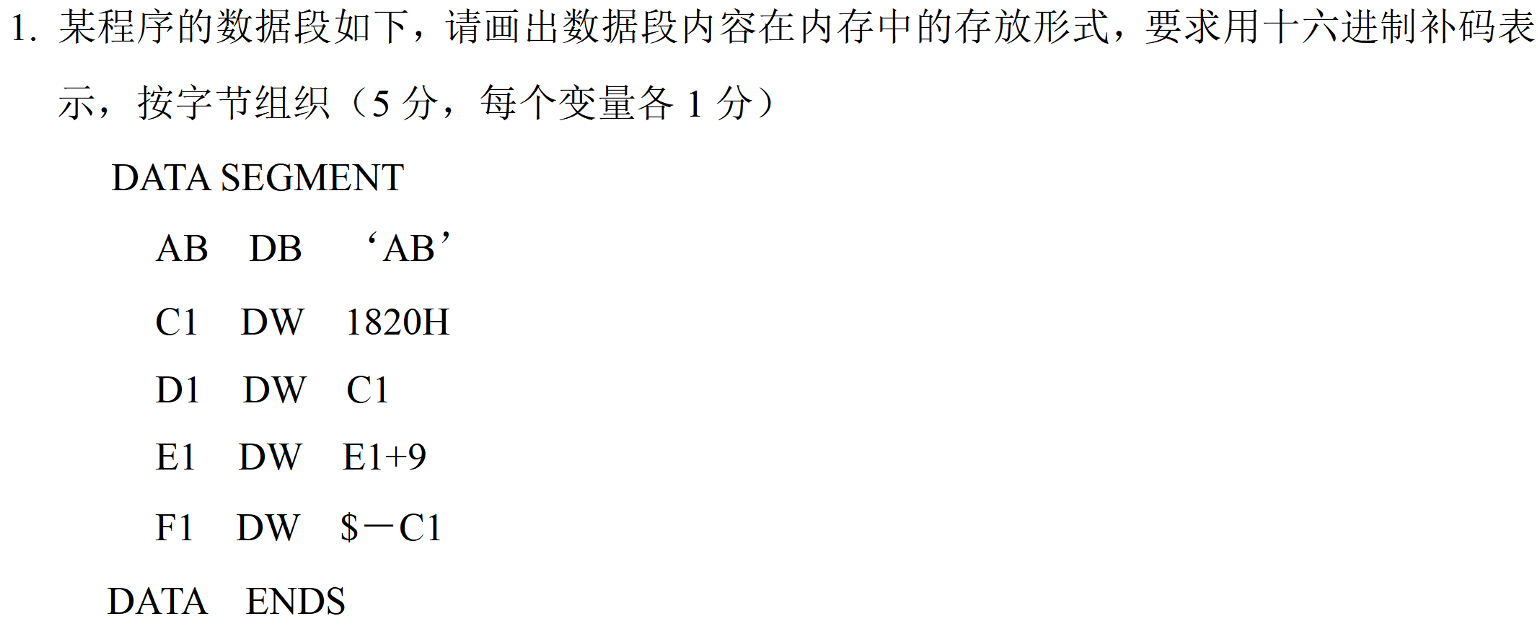 1. 某程序的数据段如下，请画出数据段内容在内存中的存放形式，要求用十六进制补码表
示，按字节组织（5 分，每个变量各 1 分）
DATA SEGMENT
AB DB ‘AB’
C1 DW 1820H
D1 DW C1
E1 DW E1+9
F1 DW $－C1
DATA ENDS